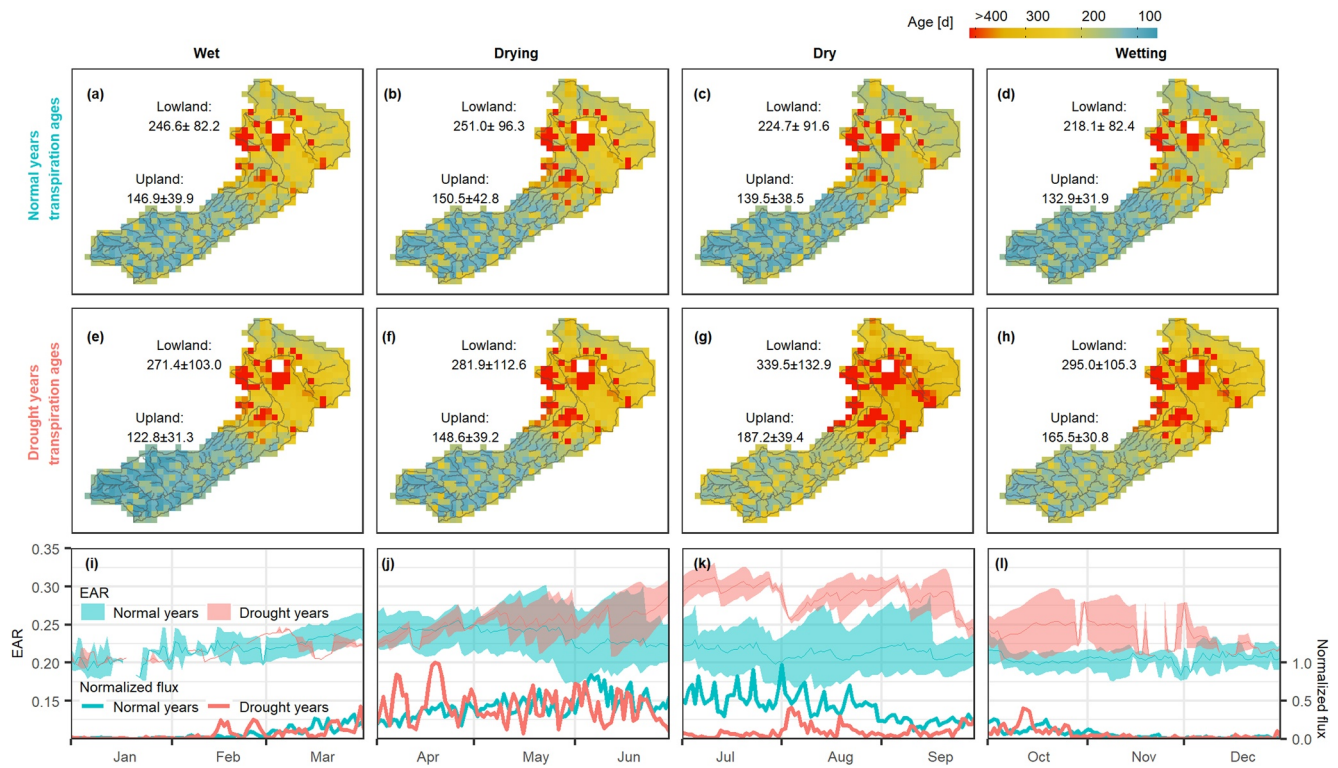 Age [d]
>400 300 200 100
Wet Drying Dry Wetting
Normal years
transpiration ages
(a)
Lowland:
246.6± 82.2
Upland:
146.9±39.9
(b)
Lowland:
251.0± 96.3
Upland:
150.5±42.8
(c)
Lowland:
224.7± 91.6
Upland:
139.5±38.5
(d)
Lowland:
218.1± 82.4
Upland:
132.9±31.9
Drought years
transpiration ages
(e)
Lowland:
271.4±103.0
Upland:
122.8±31.3
(f)
Lowland:
281.9±112.6
Upland:
148.6±39.2
(g)
Lowland:
339.5±132.9
Upland:
187.2±39.4
(h)
Lowland:
295.0±105.3
Upland:
165.5±30.8
EAR
0.35
0.30
0.25
0.20
0.15
(i)
EAR
Normal years Drought years
Normalized flux
Normal years Drought years
(j)
(k)
(l)
1.0
0.5
0.0
Normalized flux
Jan Feb Mar Apr May Jun Jul Aug Sep Oct Nov Dec